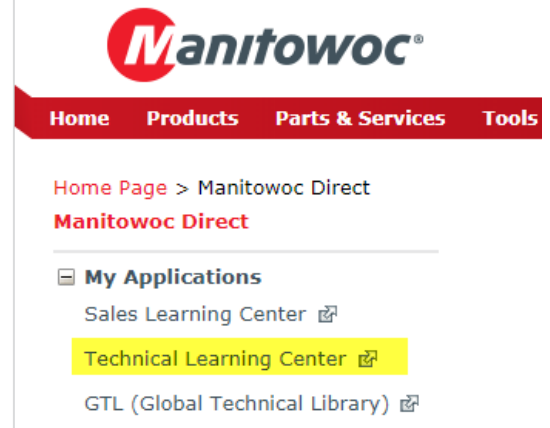 Manitowoc®
Home Products Parts & Services Tools
Home Page > Manitowoc Direct
Manitowoc Direct
My Applications
Sales Learning Center
Technical Learning Center
GTL (Global Technical Library)